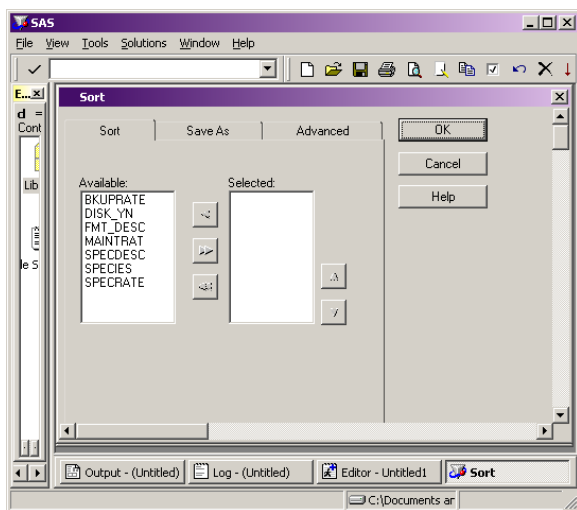 SAS
File View Tools Solutions Window Help
E...
Sort
d =
Cont
Sort Save As Advanced
OK
Cancel
Help
Lib
Available: Selected:
BKUPRATE
DISK_YN
FMT_DESC
MAINTRAT
SPECDESC
SPECIES
SPECRATE
le S
Output - (Untitled) Log - (Untitled) Editor - Untitled1 Sort
C:\Documents ar